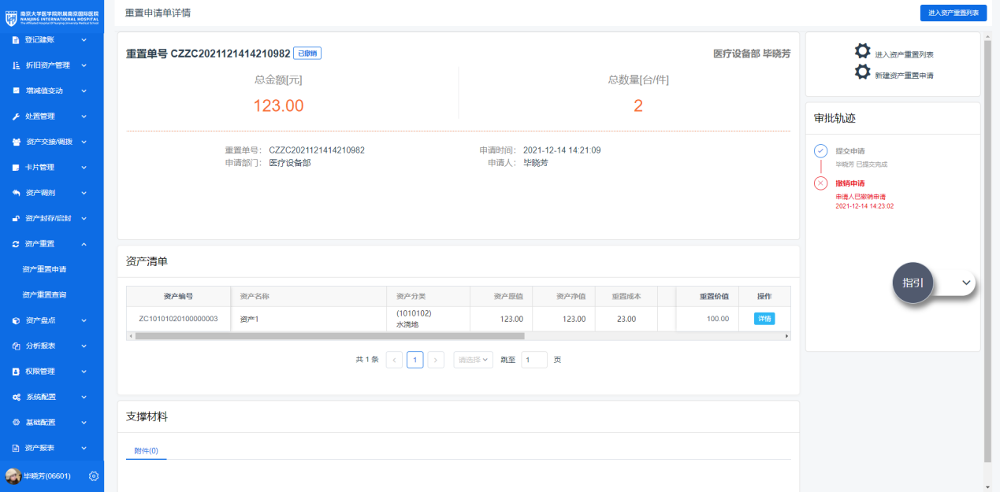 南京大学医学院附属南京国际医院
NANJING INTERNATIONAL HOSPITAL
The Affiliated Hospital of Nanjing University Medical School
登记建账
折旧资产管理
增减值变动
处置管理
资产交接/调拨
卡片管理
资产调剂
资产封存/启封
资产重置
资产重置申请
资产重置查询
资产盘点
分析报表
权限管理
系统配置
基础配置
资产报表
毕晓芳(06601)
重置申请单详情
进入资产重置列表
重置单号 CZZC2021121414210982 已撤销
医疗设备部 毕晓芳
总金额[元]
123.00
总数量[台/件]
2
重置单号: CZZC2021121414210982
申请时间: 2021-12-14 14:21:09
申请部门: 医疗设备部
申请人: 毕晓芳
资产清单
资产编号 资产名称 资产分类 资产原值 资产净值 重置成本 重置价值 操作
ZC10101020100000003 资产1 (1010102) 水浇地 123.00 123.00 23.00 100.00 详情
共 1 条 1 请选择 跳至 1 页
支撑材料
附件(0)
进入资产重置列表
新建资产重置申请
审批轨迹
提交申请
毕晓芳 已提交完成
撤销申请
申请人已撤销申请
2021-12-14 14:23:02
指引